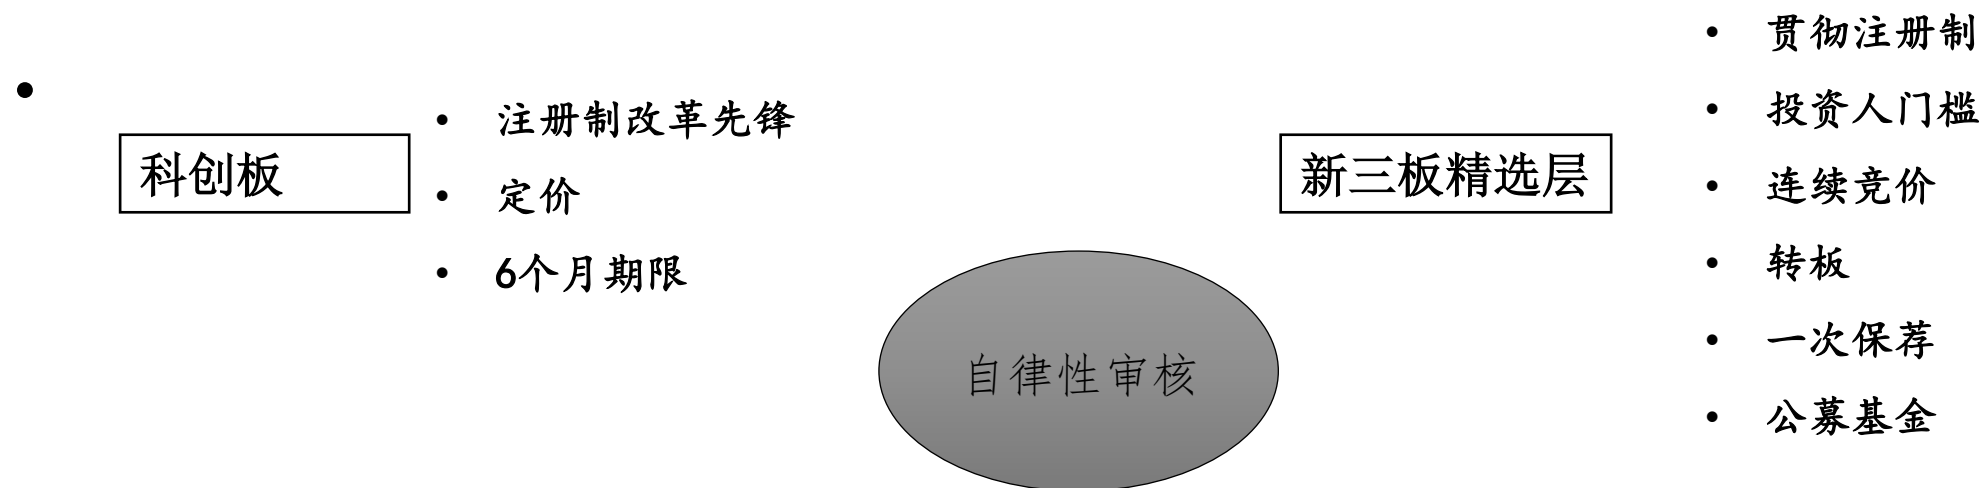 科创板
注册制改革先锋
定价
6个月期限
自律性审核
新三板精选层
贯彻注册制
投资人门槛
连续竞价
转板
一次保荐
公募基金